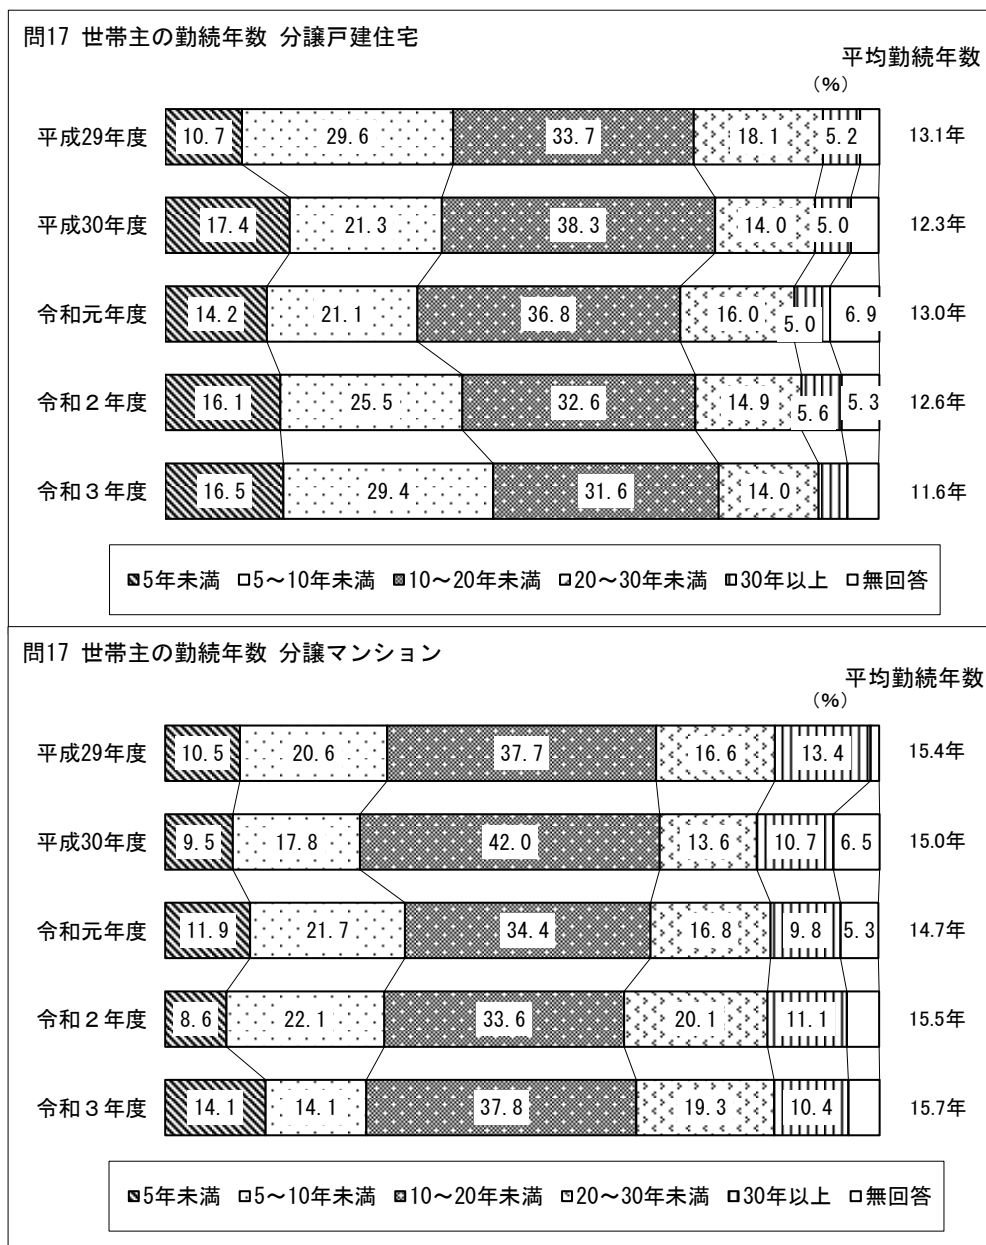 問17 世帯主の勤続年数 分譲戸建住宅
平均勤続年数
(%)
平成29年度 10.7 29.6 33.7 18.1 5.2 13.1年
平成30年度 17.4 21.3 38.3 14.0 5.0 12.3年
令和元年度 14.2 21.1 36.8 16.0 5.0 6.9 13.0年
令和2年度 16.1 25.5 32.6 14.9 5.6 5.3 12.6年
令和3年度 16.5 29.4 31.6 14.0 11.6年
5年未満 5~10年未満 10~20年未満 20~30年未満 30年以上 無回答
問17 世帯主の勤続年数 分譲マンション
平均勤続年数
(%)
平成29年度 10.5 20.6 37.7 16.6 13.4 15.4年
平成30年度 9.5 17.8 42.0 13.6 10.7 6.5 15.0年
令和元年度 11.9 21.7 34.4 16.8 9.8 5.3 14.7年
令和2年度 8.6 22.1 33.6 20.1 11.1 15.5年
令和3年度 14.1 14.1 37.8 19.3 10.4 15.7年
5年未満 5~10年未満 10~20年未満 20~30年未満 30年以上 無回答